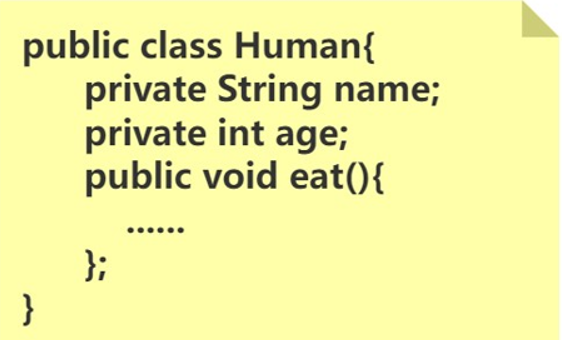 public class Human{
private String name;
private int age;
public void eat(){
......
};
}